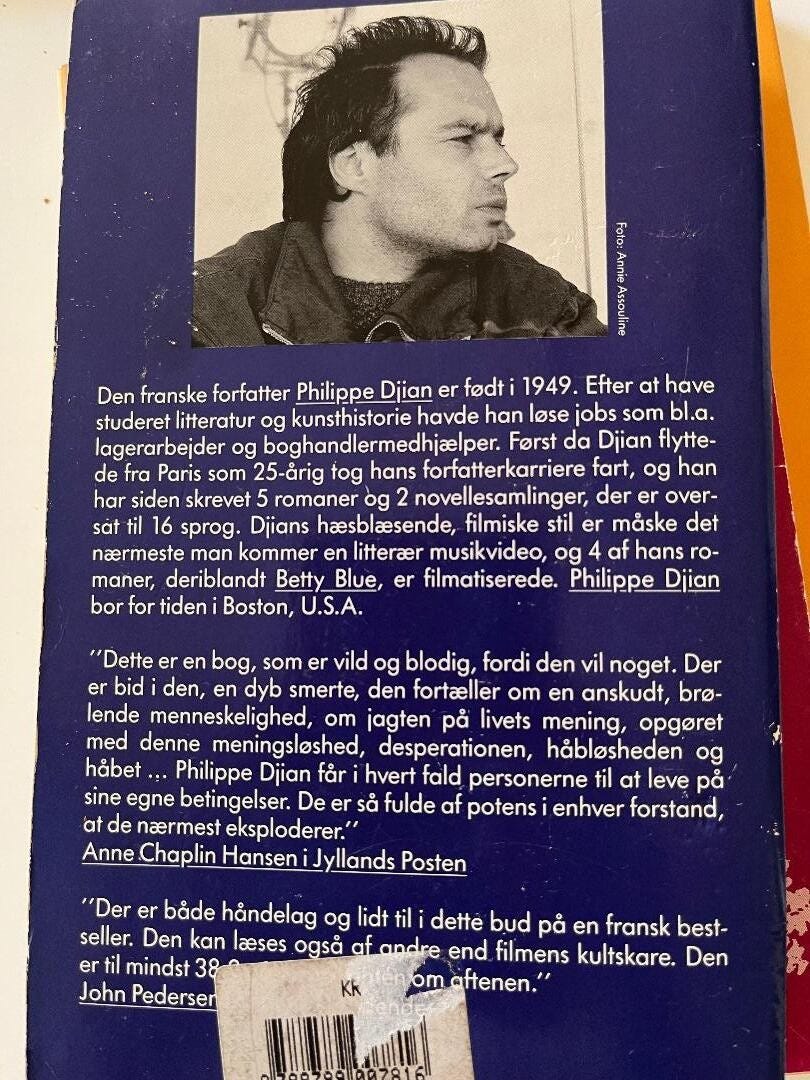 Foto: Annie Assouline
Den franske forfatter Philippe Djian er født i 1949. Efter at have
studeret litteratur og kunsthistorie havde han løse jobs som bl.a.
lagerarbejder og boghandlermedhjælper. Først da Djian flytte-
de fra Paris som 25-årig tog hans forfatterkarriere fart, og han
har siden skrevet 5 romaner og 2 novellesamlinger, der er over-
sat til 16 sprog. Djians hæsblæsende, filmiske stil er måske det
nærmeste man kommer en litterær musikvideo, og 4 af hans ro-
maner, deriblandt Betty Blue, er filmatiserede. Philippe Djian
bor for tiden i Boston, U.S.A.
"Dette er en bog, som er vild og blodig, fordi den vil noget. Der
er bid i den, en dyb smerte, den fortæller om en anskudt, brø-
lende menneskelighed, om jagten på livets mening, opgøret
med denne meningsløshed, desperationen, håbløsheden og
håbet ... Philippe Djian får i hvert fald personerne til at leve på
sine egne betingelser. De er så fulde af potens i enhver forstand,
at de nærmest eksploderer."
Anne Chaplin Hansen i Jyllands Posten
"Der er både håndelag og lidt til i dette bud på en fransk best-
seller. Den kan læses også af andre end filmens kultskare. Den
er til mindst 38 om aftenen."
John Pedersen
KR
9 788799 007816